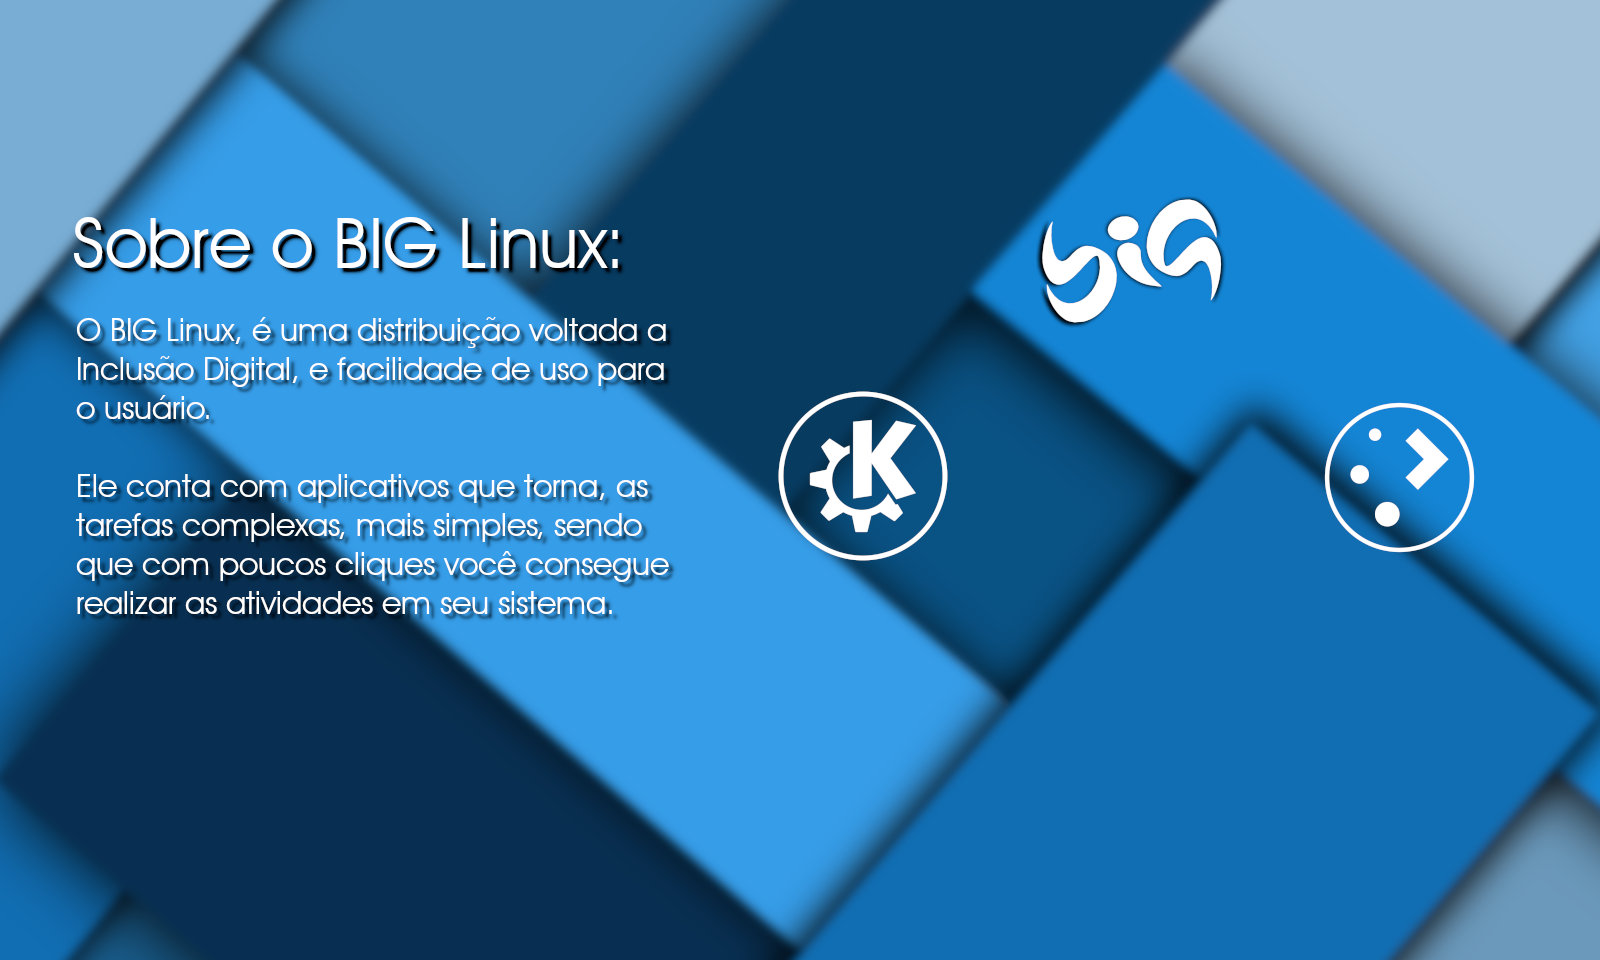 Sobre o BIG Linux:
O BIG Linux, é uma distribuição voltada a
Inclusão Digital, e facilidade de uso para
o usuário.
Ele conta com aplicativos que torna, as
tarefas complexas, mais simples, sendo
que com poucos cliques você consegue
realizar as atividades em seu sistema.
big
K